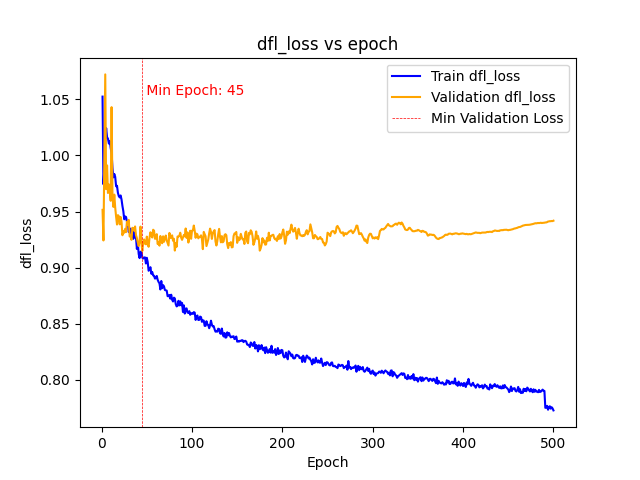 dfl_loss vs epoch
Train dfl_loss
Validation dfl_loss
Min Validation Loss
Min Epoch: 45
dfl_loss
1.05
1.00
0.95
0.90
0.85
0.80
0 100 200 300 400 500
Epoch